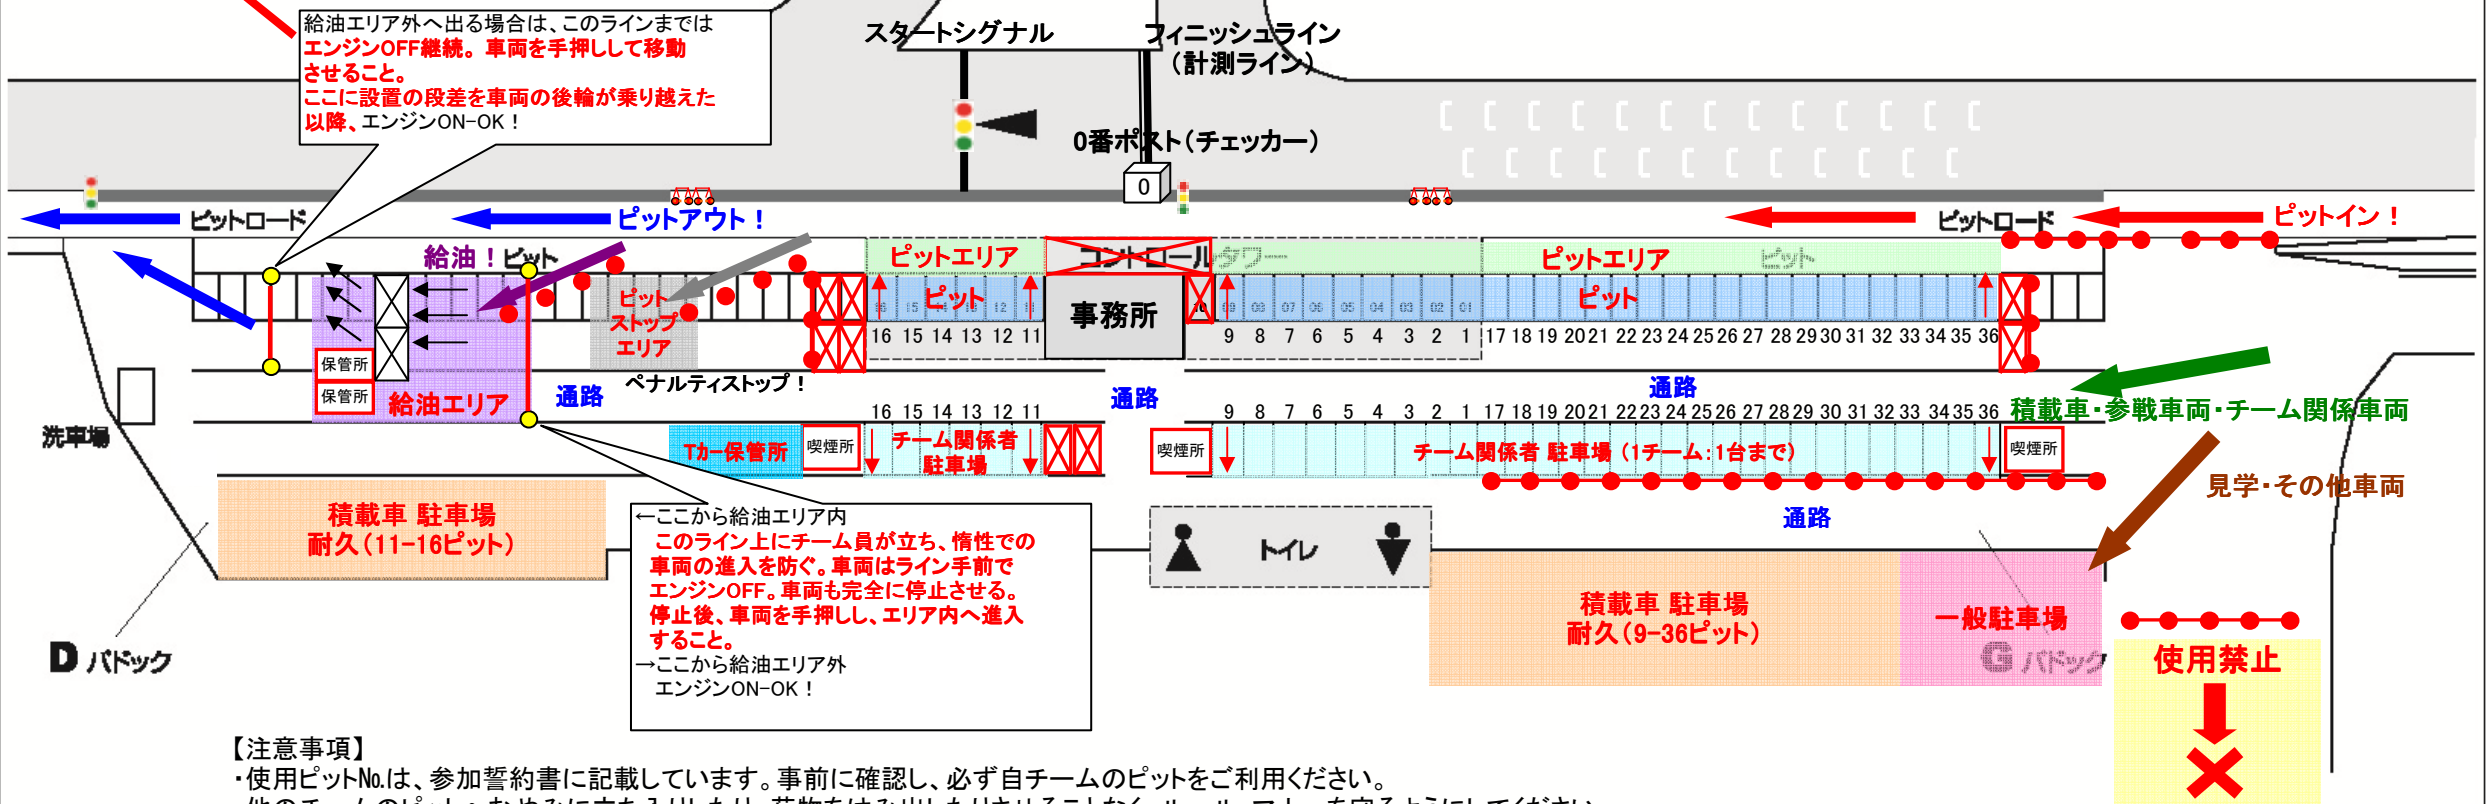 給油エリア外へ出る場合は、このラインまでは
エンジンOFF継続。車両を手押しして移動
させること。
ここに設置の段差を車両の後輪が乗り越えた
以降、エンジンON-OK！
スタートシグナル
フィニッシュライン
（計測ライン）
0番ポスト（チェッカー）
0
ピットロード
ピットアウト！
ピットロード
ピットイン！
給油！
ピット
ピットエリア
コントロールタワー
ピットエリア
ピット
ピット
ストップ
エリア
ピット
事務所
ピット
16 15 14 13 12 11
9 8 7 6 5 4 3 2 1 17 18 19 20 21 22 23 24 25 26 27 28 29 30 31 32 33 34 35 36
保管所
保管所
給油エリア
ペナルティストップ！
通路
通路
通路
16 15 14 13 12 11
9 8 7 6 5 4 3 2 1 17 18 19 20 21 22 23 24 25 26 27 28 29 30 31 32 33 34 35 36
積載車・参戦車両・チーム関係車両
洗車場
Tカー保管所
喫煙所
チーム関係者
駐車場
喫煙所
チーム関係者 駐車場（1チーム：1台まで）
喫煙所
見学・その他車両
通路
積載車 駐車場
耐久（11-16ピット）
←ここから給油エリア内
このライン上にチーム員が立ち、惰性での
車両の進入を防ぐ。車両はライン手前で
エンジンOFF。車両も完全に停止させる。
停止後、車両を手押しし、エリア内へ進入
すること。
→ここから給油エリア外
エンジンON-OK！
トイレ
積載車 駐車場
耐久（9-36ピット）
一般駐車場
G パドック
D パドック
使用禁止
【注意事項】
・使用ピット№は、参加誓約書に記載しています。事前に確認し、必ず自チームのピットをご利用ください。